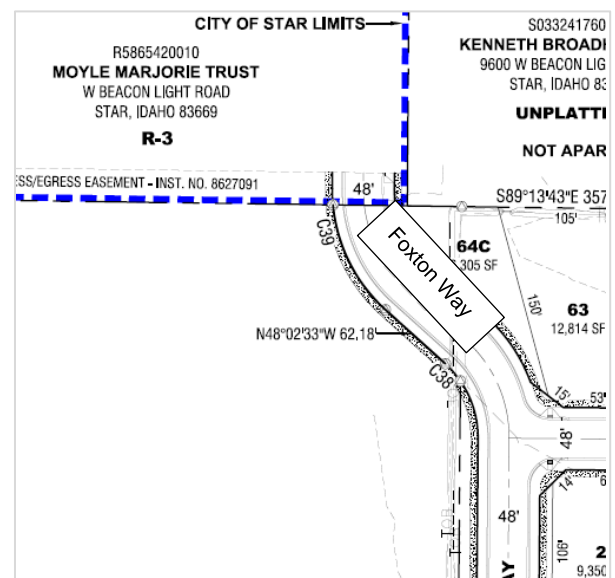 CITY OF STAR LIMITS
R5865420010
MOYLE MARJORIE TRUST
W BEACON LIGHT ROAD
STAR, IDAHO 83669
R-3
S033241760
KENNETH BROADI
9600 W BEACON LIG
STAR, IDAHO 83
UNPLATTI
NOT APAR
ESS/EGRESS EASEMENT - INST. NO. 8627091
48'
S89°13'43"E 357
105'
C39
Foxton Way
64C
,305 SF
150'
63
12,814 SF
N48°02'33"W 62.18'
C38
15'
53'
48'
14'
6
48'
106'
2
9,350
AY